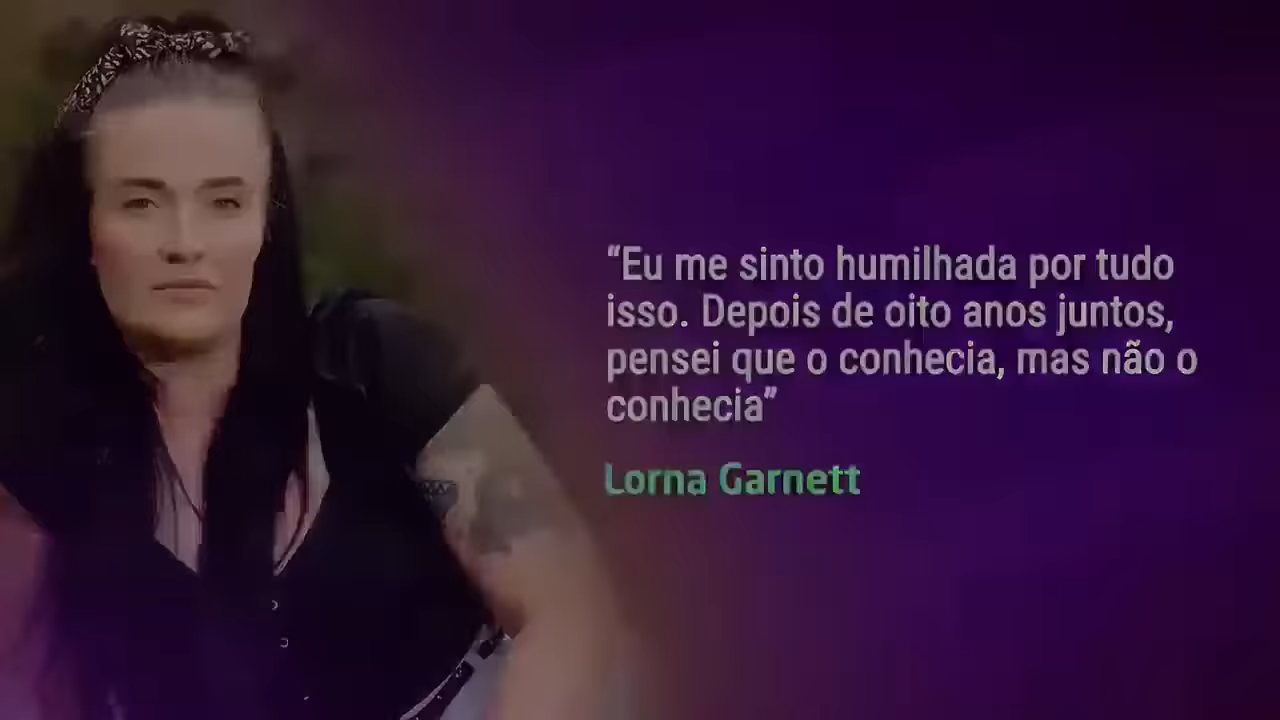 “Eu me sinto humilhada por tudo
isso. Depois de oito anos juntos,
pensei que o conhecia, mas não o
conhecia”
Lorna Garnett